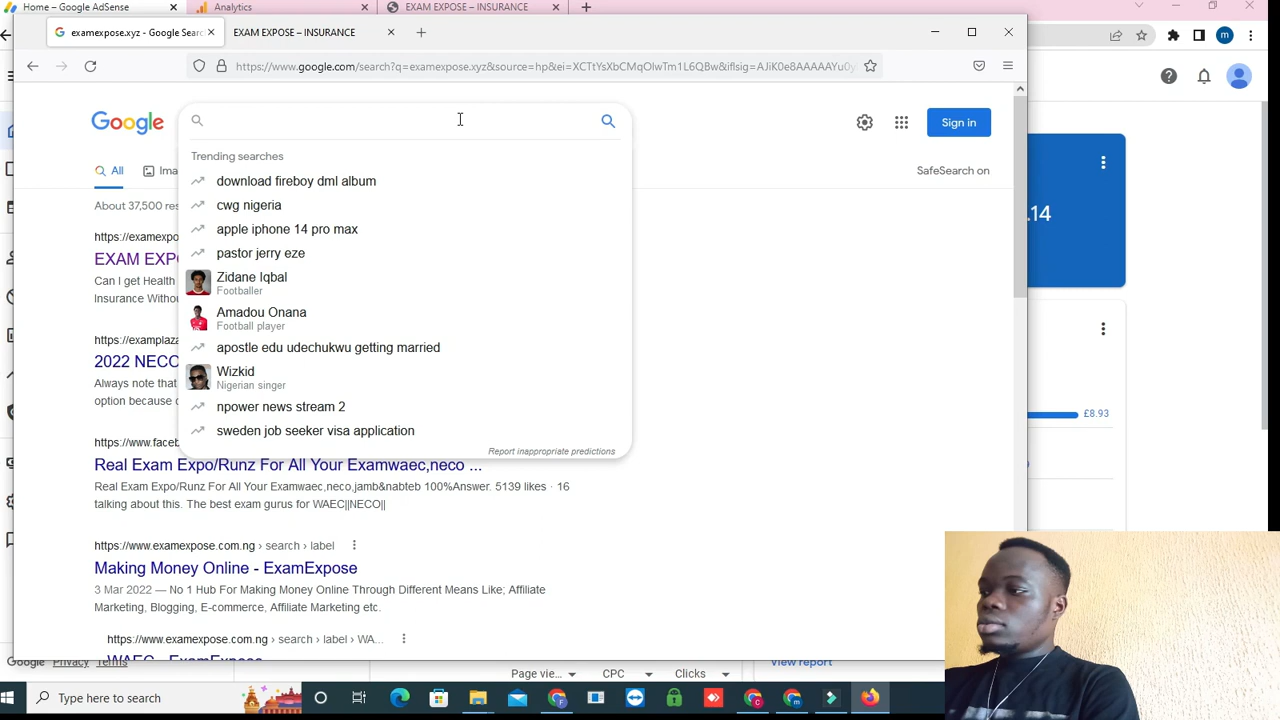 Home – Google AdSense
Analytics
EXAM EXPOSE – INSURANCE
examexpose.xyz - Google Searc
EXAM EXPOSE – INSURANCE
https://www.google.com/search?q=examexpose.xyz&source=hp&ei=XCTtYsXbCMqOlwTm1L6QBw&iflsig=AJiK0e8AAAAAYu0y
m
Google
Sign in
Trending searches
All
Ima
SafeSearch on
download fireboy dml album
About 37,500 res
cwg nigeria
.14
apple iphone 14 pro max
https://examexpo
pastor jerry eze
EXAM EXP
Can I get Health
Zidane Iqbal
Footballer
Insurance Withou
Amadou Onana
Football player
https://examplaza
apostle edu udechukwu getting married
2022 NECO
Wizkid
Nigerian singer
Always note that
option because o
npower news stream 2
£8.93
sweden job seeker visa application
https://www.faceb
Report inappropriate predictions
Real Exam Expo/Runz For All Your Examwaec,neco ...
Real Exam Expo/Runz For All Your Examwaec,neco,jamb&nabteb 100%Answer. 5139 likes · 16
talking about this. The best exam gurus for WAEC||NECO||
https://www.examexpose.com.ng › search › label
Making Money Online - ExamExpose
3 Mar 2022 — No 1 Hub For Making Money Online Through Different Means Like; Affiliate
Marketing, Blogging, E-commerce, Affiliate Marketing etc.
https://www.examexpose.com.ng › search › label › WA...
WAEC - ExamExpose
Google Privacy Terms
Page vie...
CPC
Clicks
View report
Type here to search